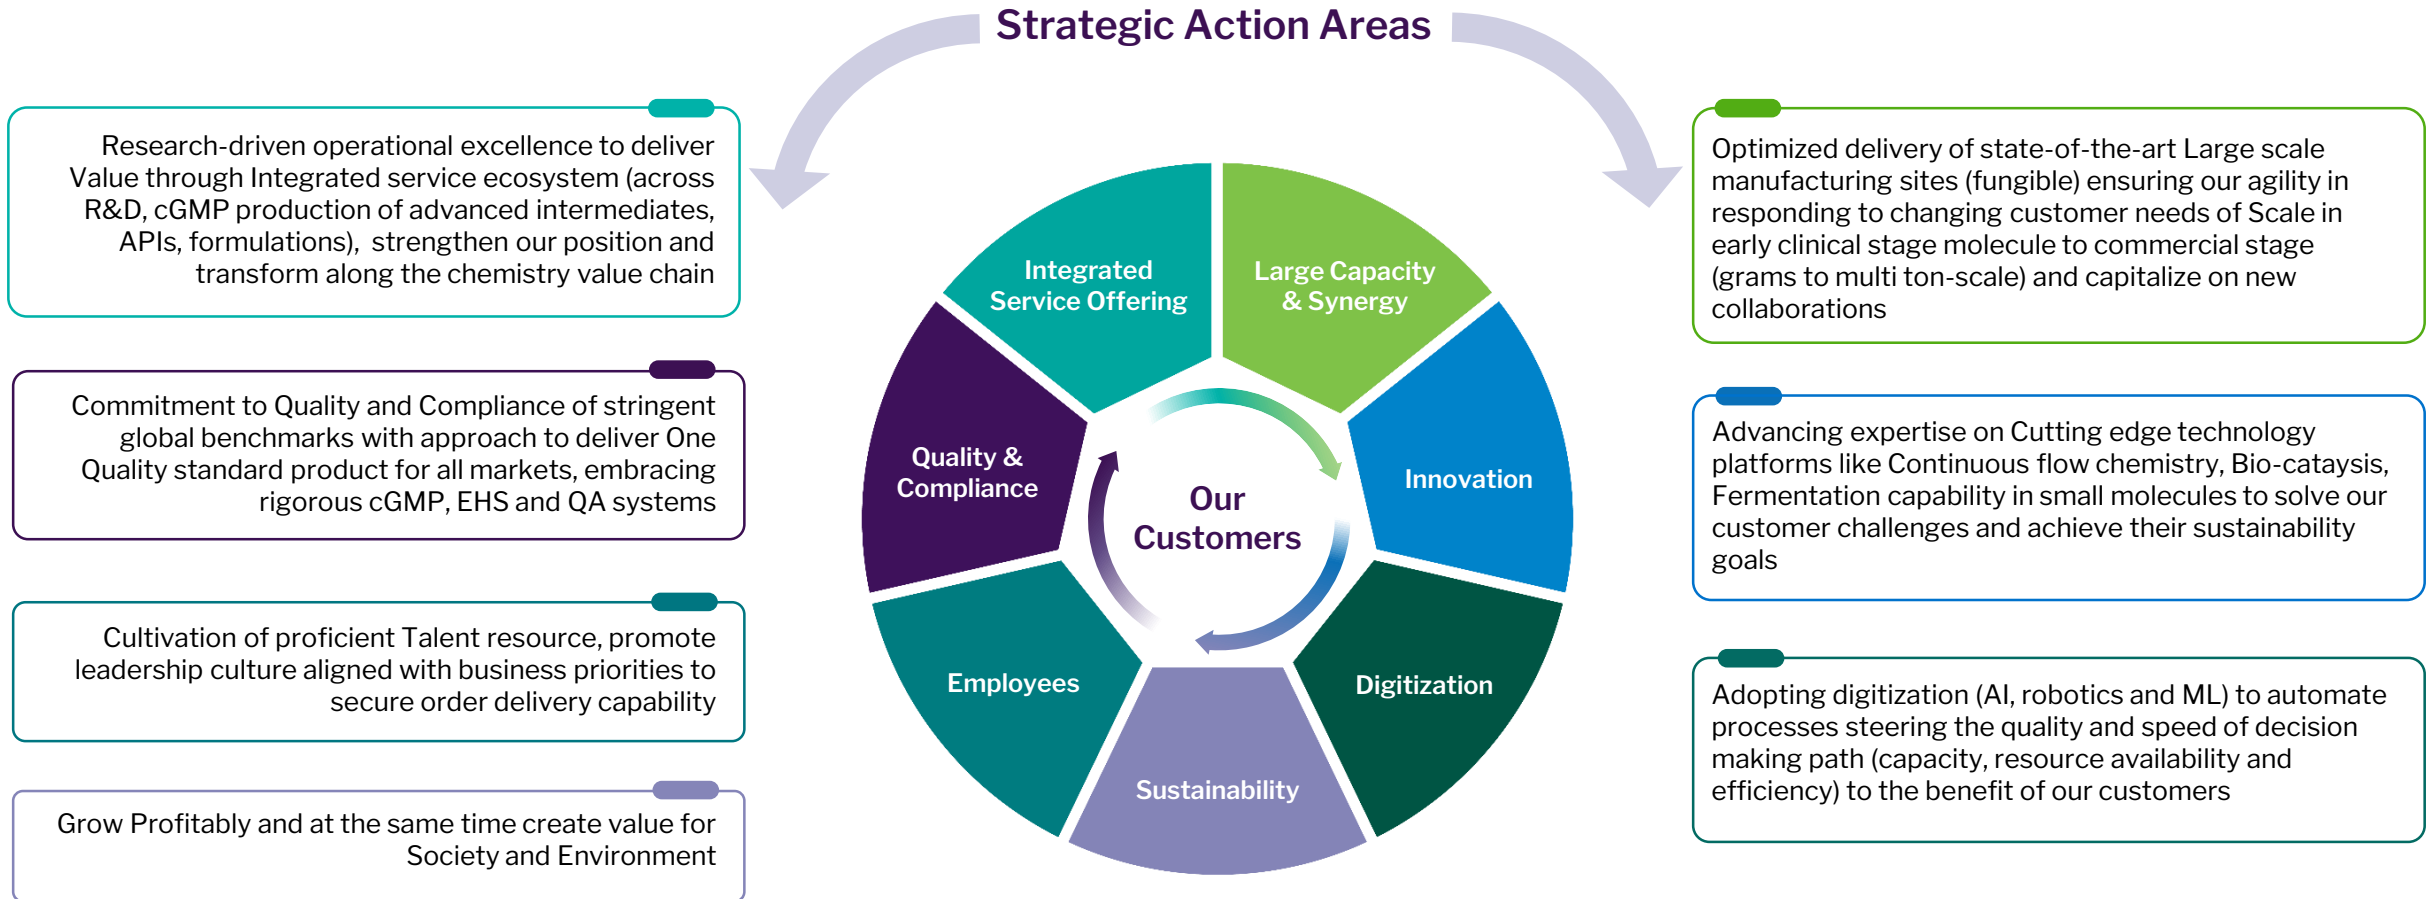 Strategic Action Areas
Research-driven operational excellence to deliver
Value through Integrated service ecosystem (across
R&D, cGMP production of advanced intermediates,
APIs, formulations), strengthen our position and
transform along the chemistry value chain
Commitment to Quality and Compliance of stringent
global benchmarks with approach to deliver One
Quality standard product for all markets, embracing
rigorous cGMP, EHS and QA systems
Cultivation of proficient Talent resource, promote
leadership culture aligned with business priorities to
secure order delivery capability
Grow Profitably and at the same time create value for
Society and Environment
Integrated
Service Offering
Large Capacity
& Synergy
Quality &
Compliance
Innovation
Our
Customers
Employees
Digitization
Sustainability
Optimized delivery of state-of-the-art Large scale
manufacturing sites (fungible) ensuring our agility in
responding to changing customer needs of Scale in
early clinical stage molecule to commercial stage
(grams to multi ton-scale) and capitalize on new
collaborations
Advancing expertise on Cutting edge technology
platforms like Continuous flow chemistry, Bio-cataysis,
Fermentation capability in small molecules to solve our
customer challenges and achieve their sustainability
goals
Adopting digitization (AI, robotics and ML) to automate
processes steering the quality and speed of decision
making path (capacity, resource availability and
efficiency) to the benefit of our customers